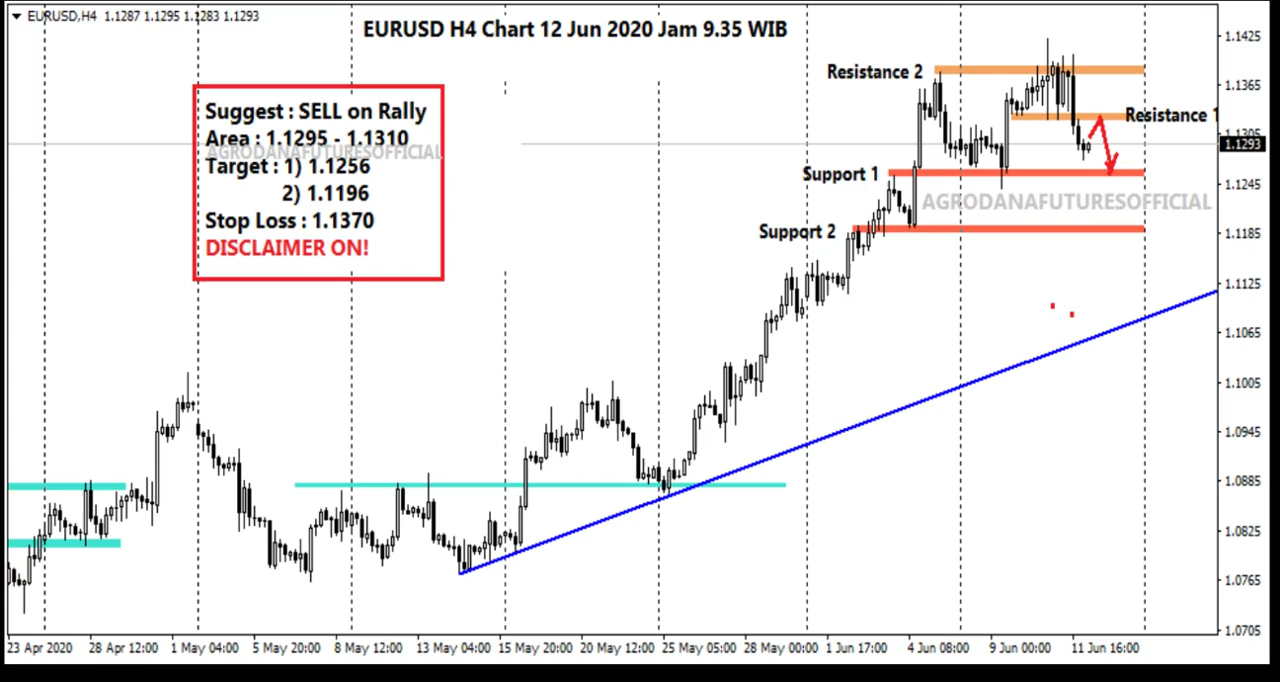 EURUSD,H4 1.1287 1.1295 1.1283 1.1293
EURUSD H4 Chart 12 Jun 2020 Jam 9.35 WIB
Suggest : SELL on Rally
Area : 1.1295 - 1.1310
AGRODANAFUTURESOFFICIAL
Target : 1) 1.1256
2) 1.1196
Stop Loss : 1.1370
DISCLAIMER ON!
Resistance 2
Resistance 1
Support 1
AGRODANAFUTURESOFFICIAL
Support 2
1.1425
1.1365
1.1305
1.1293
1.1245
1.1185
1.1125
1.1065
1.1005
1.0945
1.0885
1.0825
1.0765
1.0705
23 Apr 2020 28 Apr 12:00 1 May 04:00 5 May 20:00 8 May 12:00 13 May 04:00 15 May 20:00 20 May 12:00 25 May 05:00 28 May 00:00 1 Jun 17:00 4 Jun 08:00 9 Jun 00:00 11 Jun 16:00